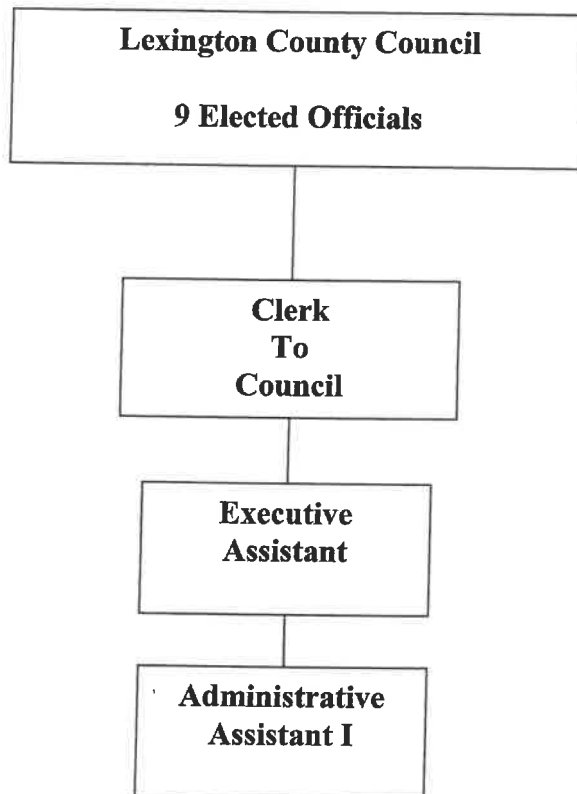 Lexington County Council
9 Elected Officials
Clerk
To
Council
Executive
Assistant
Administrative
Assistant I